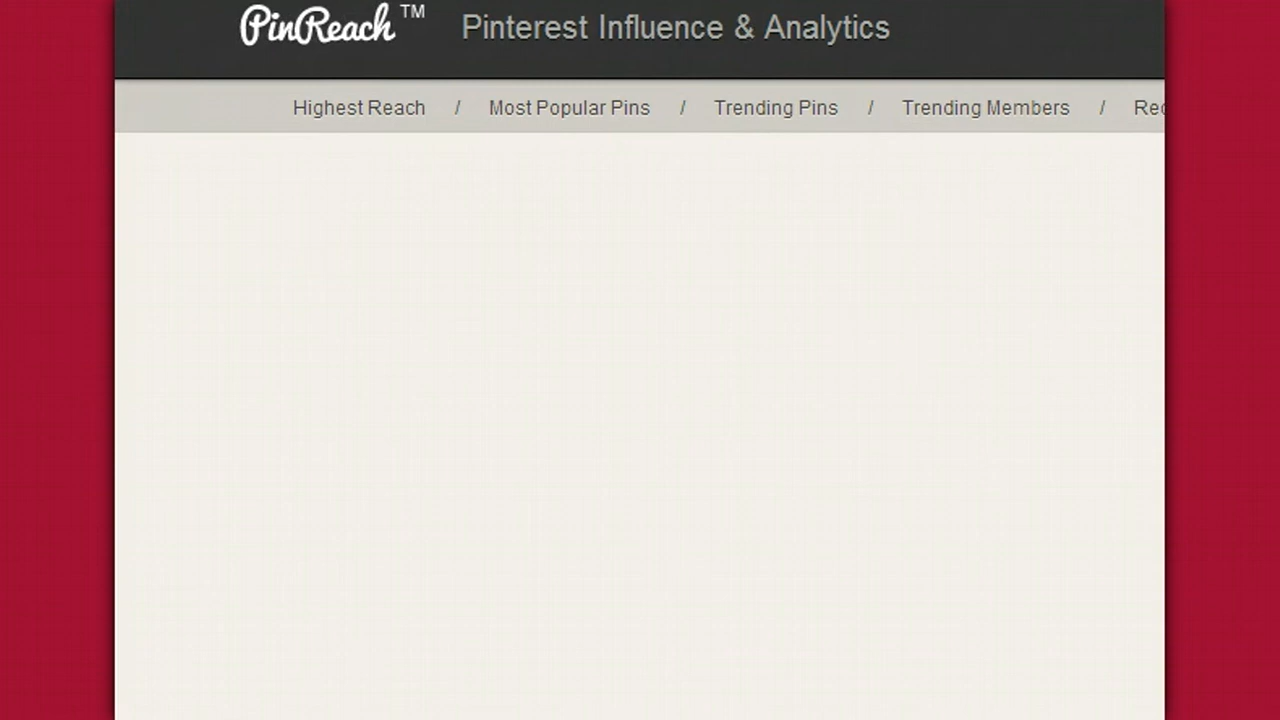 PinReach™ Pinterest Influence & Analytics
Highest Reach / Most Popular Pins / Trending Pins / Trending Members /